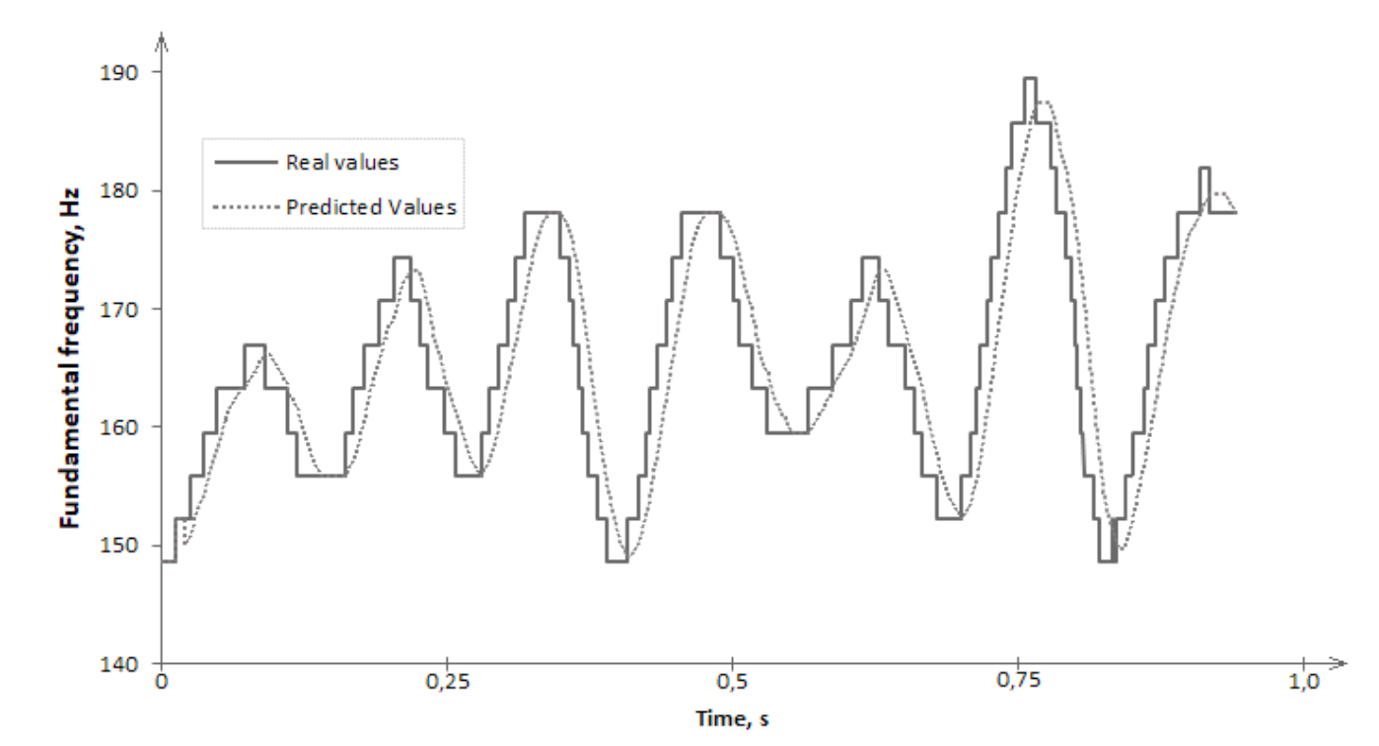 190
180
170
160
150
140
Fundamental frequency, Hz
Real values
Predicted Values
0
0,25
0,5
0,75
1,0
Time, s